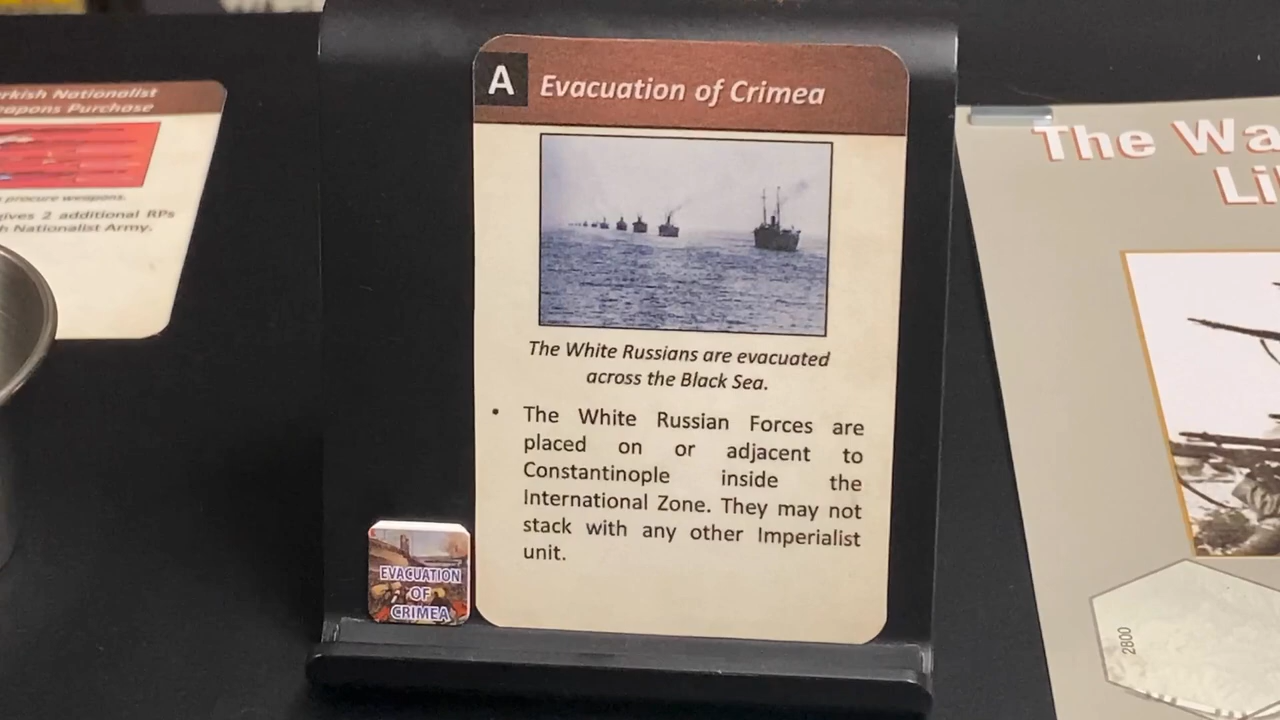 rkish Nationalist
apons Purchase
procure weapons.
ives 2 additional RPs
h Nationalist Army.
A
Evacuation of Crimea
The White Russians are evacuated
across the Black Sea.
• The White Russian Forces are
placed on or adjacent to
Constantinople inside the
International Zone. They may not
stack with any other Imperialist
unit.
EVACUATION
OF
CRIMEA
The Wa
Li
2800